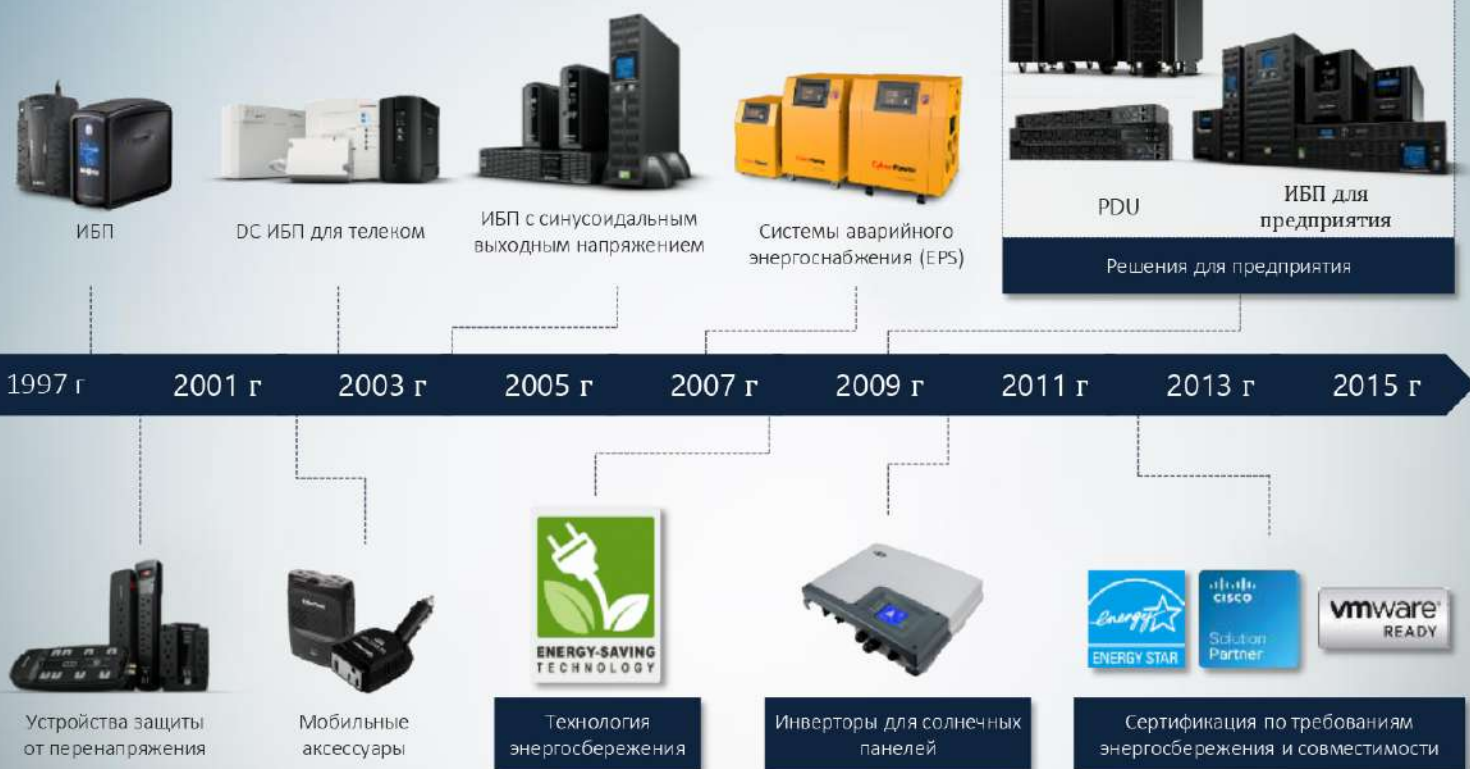 ИБП
DC ИБП для телеком
ИБП с синусоидальным
выходным напряжением
Системы аварийного
энергоснабжения (EPS)
PDU
ИБП для
предприятия
Решения для предприятия
1997 г
2001 г
2003 г
2005 г
2007 г
2009 г
2011 г
2013 г
2015 г
ENERGY-SAVING
TECHNOLOGY
energy
ENERGY STAR
CISCO
Solution
Partner
vmware
READY
Устройства защиты
от перенапряжения
Мобильные
аксессуары
Технология
энергосбережения
Инверторы для солнечных
панелей
Сертификация по требованиям
энергосбережения и совместимости